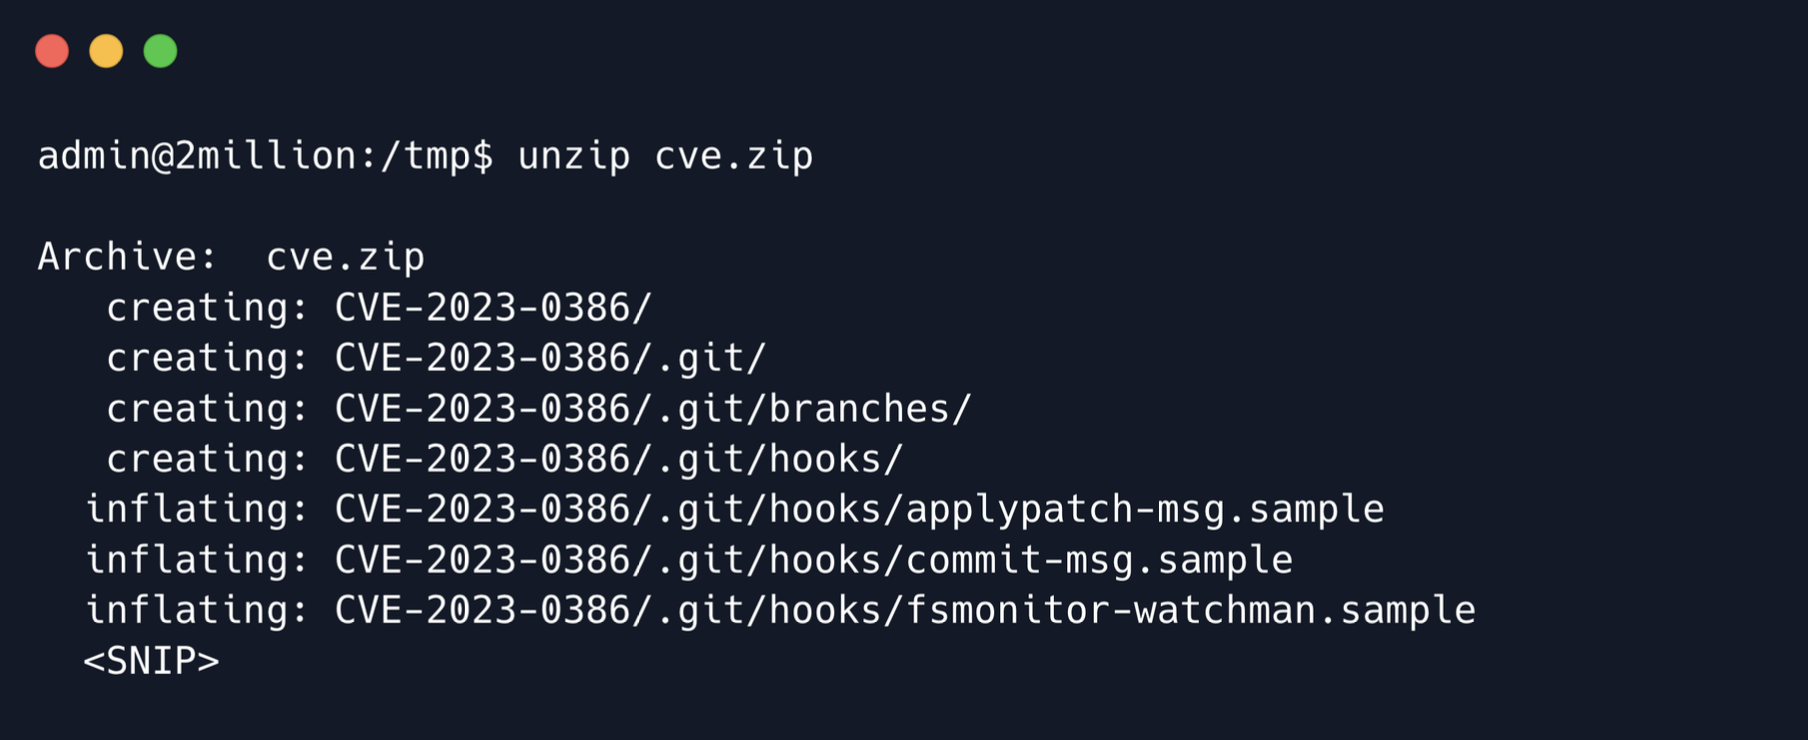 admin@2million:/tmp$ unzip cve.zip
Archive:  cve.zip
   creating: CVE-2023-0386/
   creating: CVE-2023-0386/.git/
   creating: CVE-2023-0386/.git/branches/
   creating: CVE-2023-0386/.git/hooks/
  inflating: CVE-2023-0386/.git/hooks/applypatch-msg.sample
  inflating: CVE-2023-0386/.git/hooks/commit-msg.sample
  inflating: CVE-2023-0386/.git/hooks/fsmonitor-watchman.sample
  <SNIP>